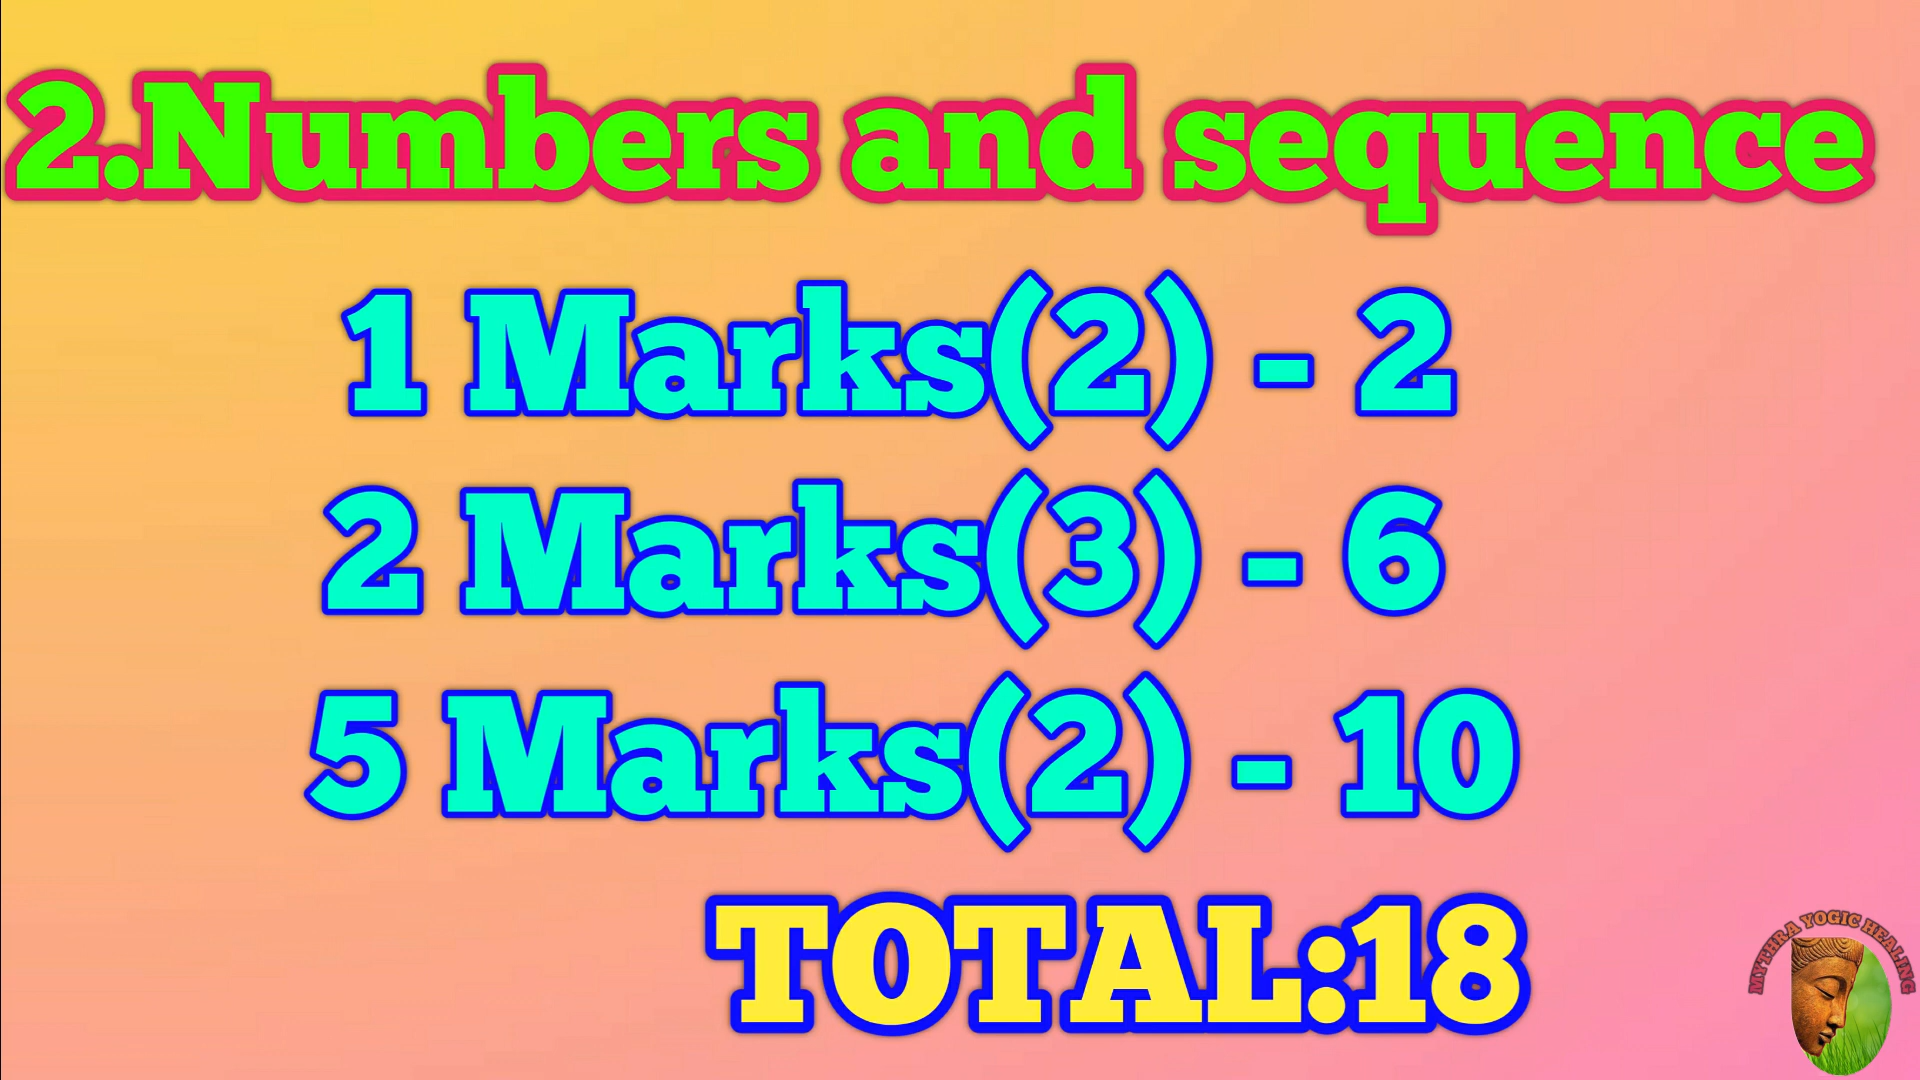 2.Numbers and sequence
1 Marks(2) - 2
2 Marks(3) - 6
5 Marks(2) - 10
TOTAL:18
MYTHRA YOGIC HEALING